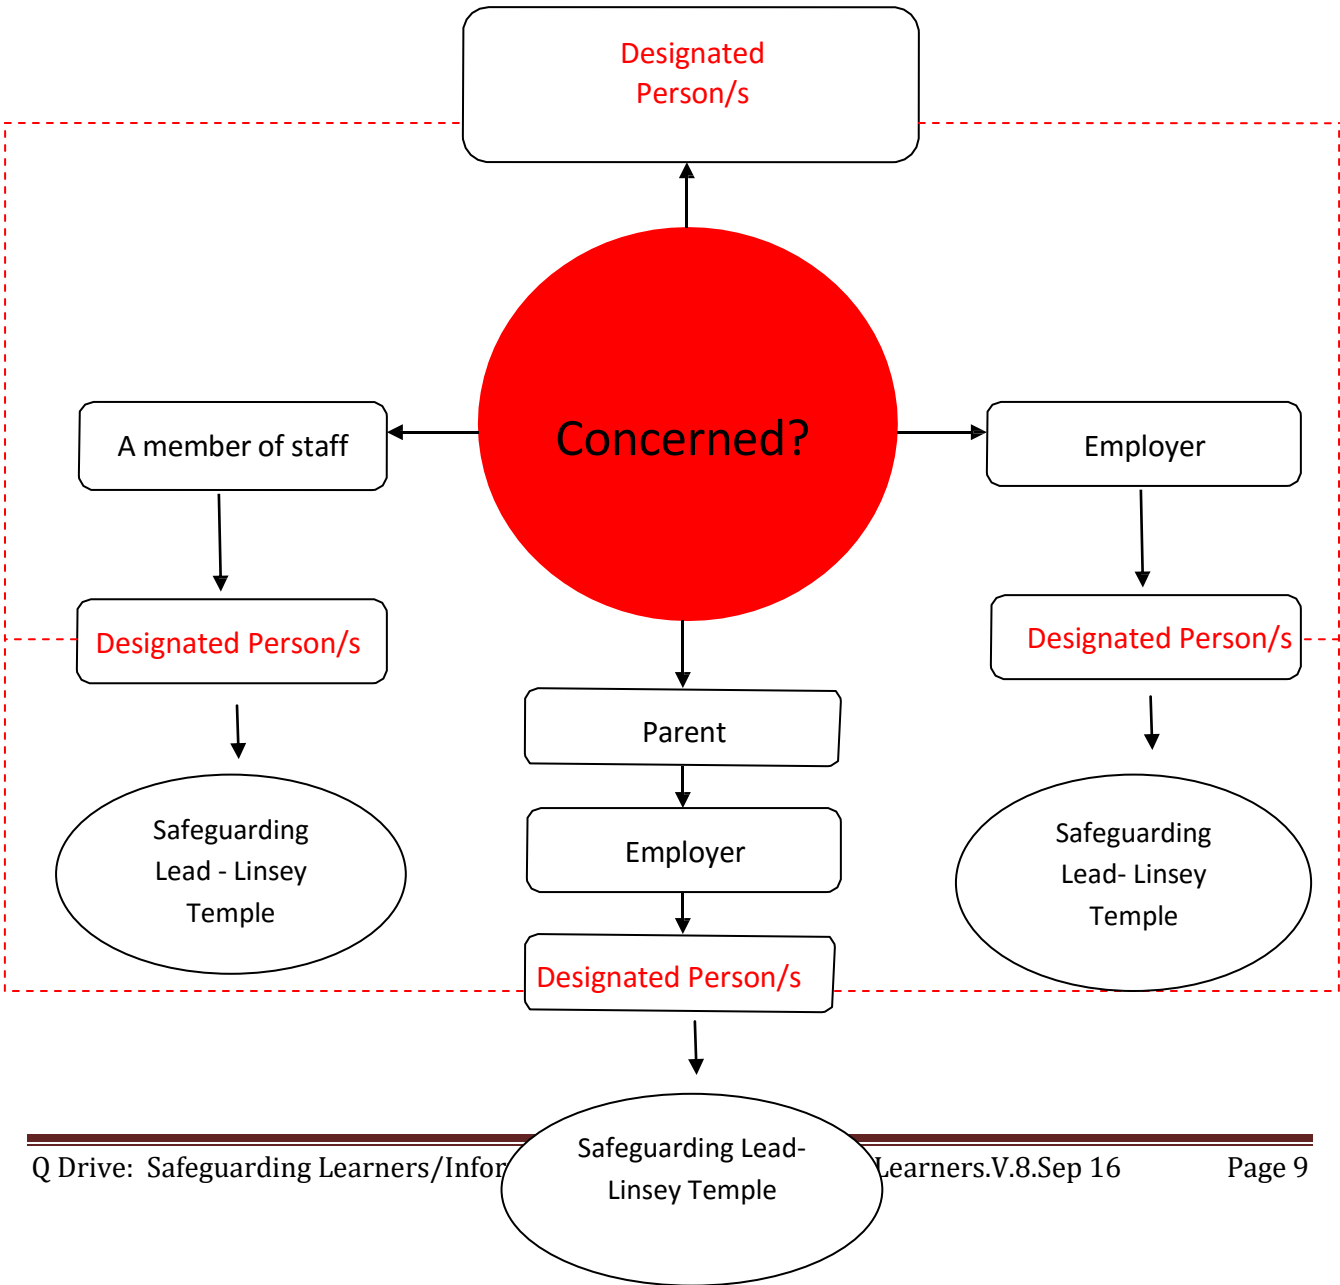 Designated
Person/s
Concerned?
A member of staff
Employer
Designated Person/s
Designated Person/s
Parent
Safeguarding
Lead - Linsey
Temple
Employer
Safeguarding
Lead- Linsey
Temple
Designated Person/s
Safeguarding Lead-
Linsey Temple
Q Drive: Safeguarding Learners/Infor Learners.V.8.Sep 16 Page 9